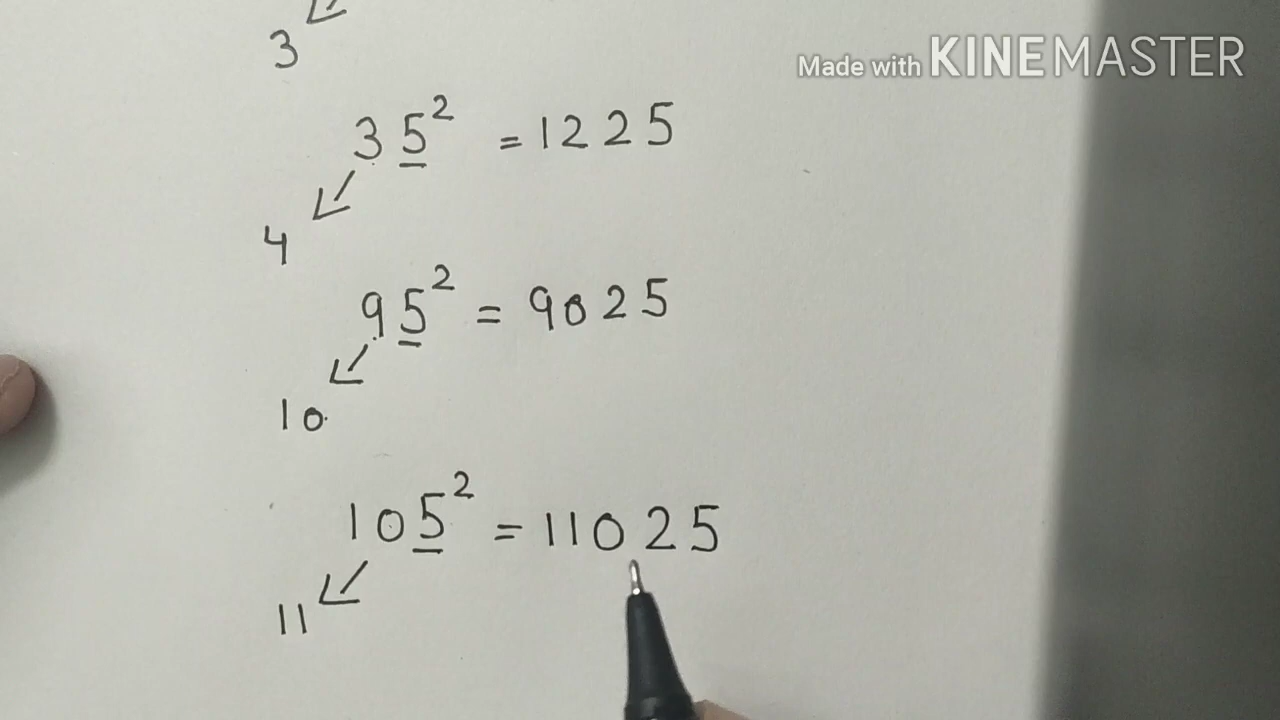 Made with KINEMASTER
3
35² = 1225
4
95² = 9025
10
105² = 11025
11